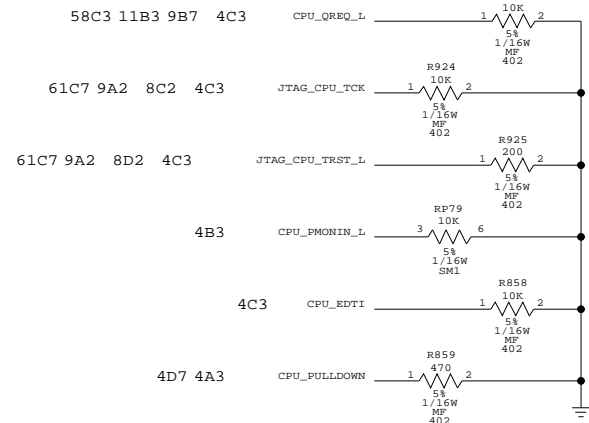 10K
58C3 11B3 9B7 4C3 CPU_QREQ_L 1 2
5%
1/16W
MF
402
R924
10K
61C7 9A2 8C2 4C3 JTAG_CPU_TCK 1 2
5%
1/16W
MF
402
R925
200
61C7 9A2 8D2 4C3 JTAG_CPU_TRST_L 1 2
5%
1/16W
MF
402
RP79
10K
4B3 CPU_PMONIN_L 3 6
5%
1/16W
SM1
R858
10K
4C3 CPU_EDTI 1 2
5%
1/16W
MF
402
R859
470
4D7 4A3 CPU_PULLDOWN 1 2
5%
1/16W
MF
402